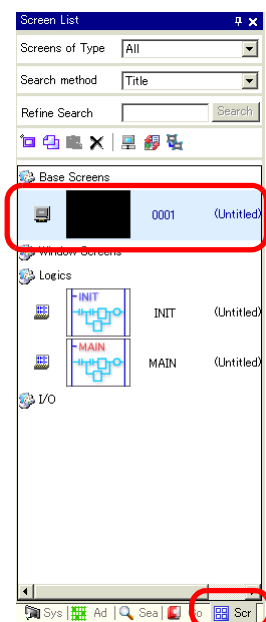 Screen List
Screens of Type All
Search method Title
Refine Search Search
Base Screens
0001 (Untitled)
Window Screens
Logics
INIT INIT (Untitled)
MAIN MAIN (Untitled)
I/O
Sys Ad Sea Scr